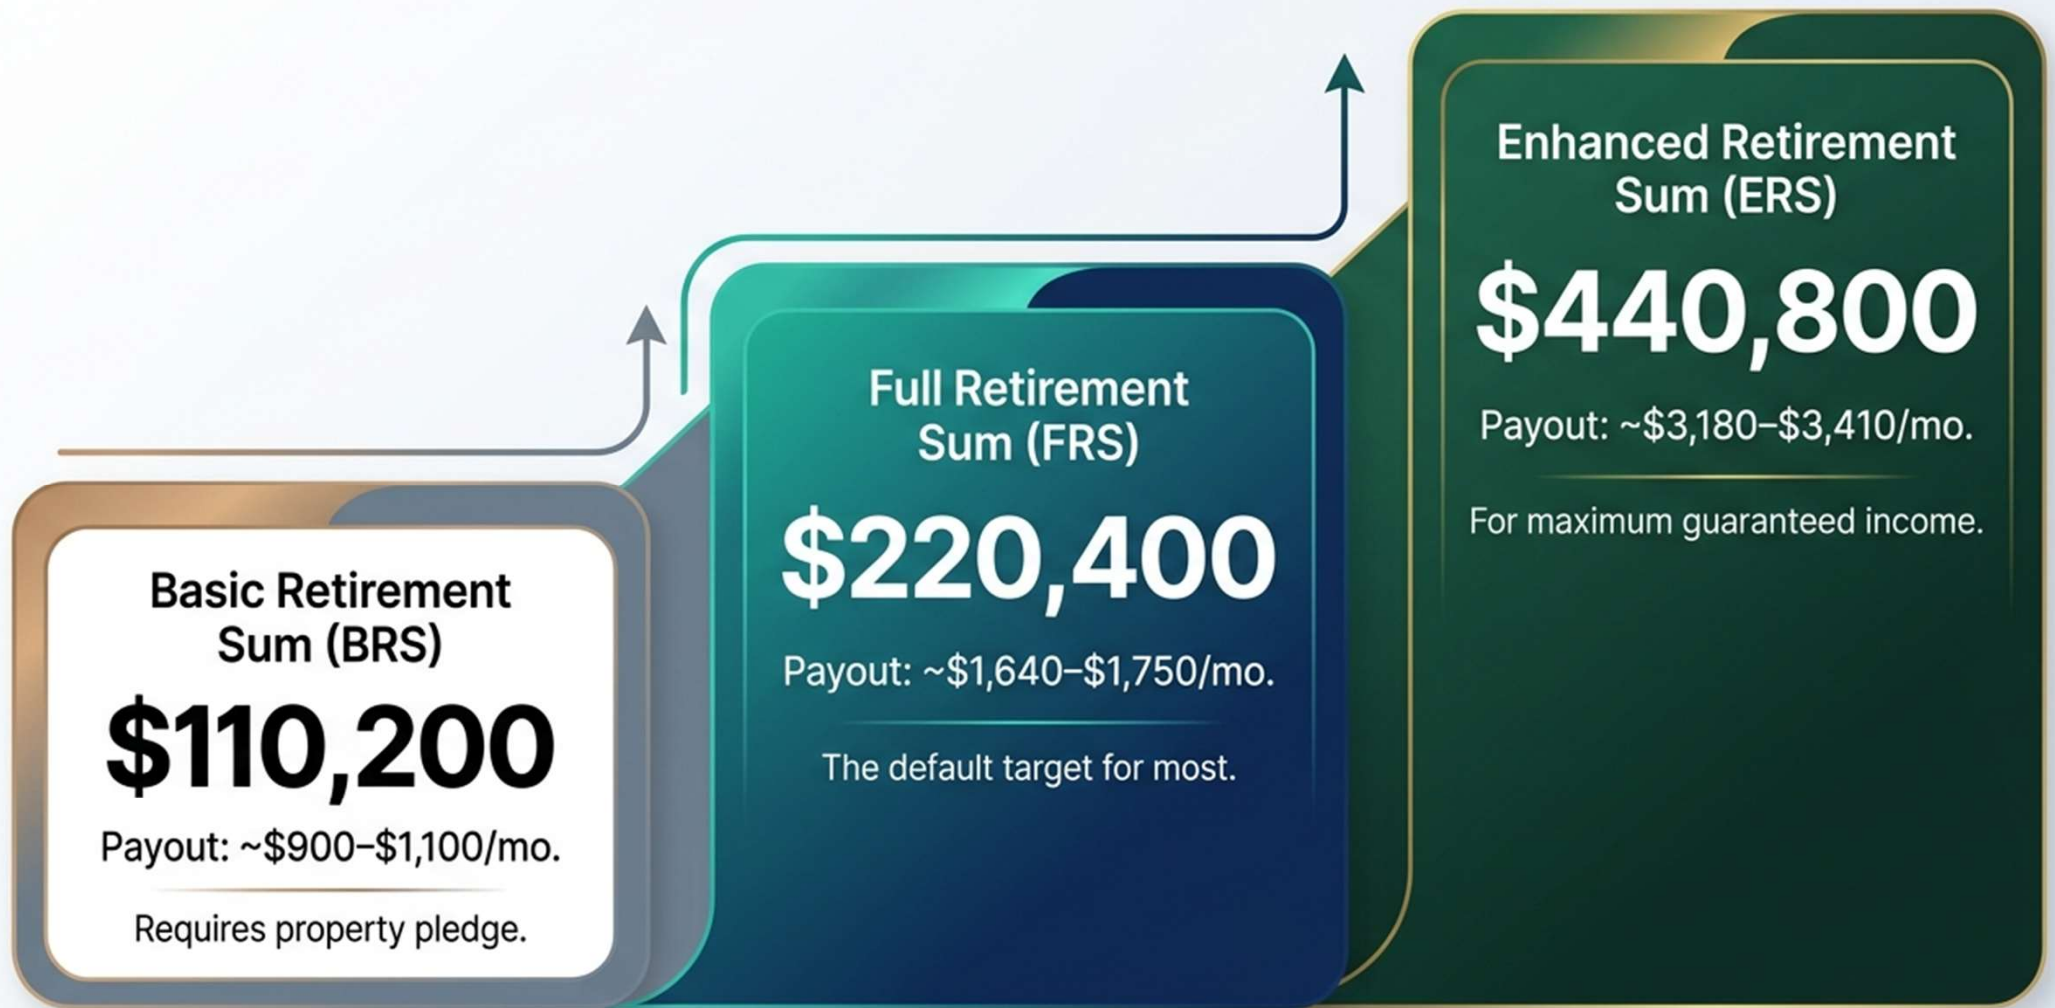 Basic Retirement
Sum (BRS)
$110,200
Payout: ~$900–$1,100/mo.
Requires property pledge.
Full Retirement
Sum (FRS)
$220,400
Payout: ~$1,640–$1,750/mo.
The default target for most.
Enhanced Retirement
Sum (ERS)
$440,800
Payout: ~$3,180–$3,410/mo.
For maximum guaranteed income.